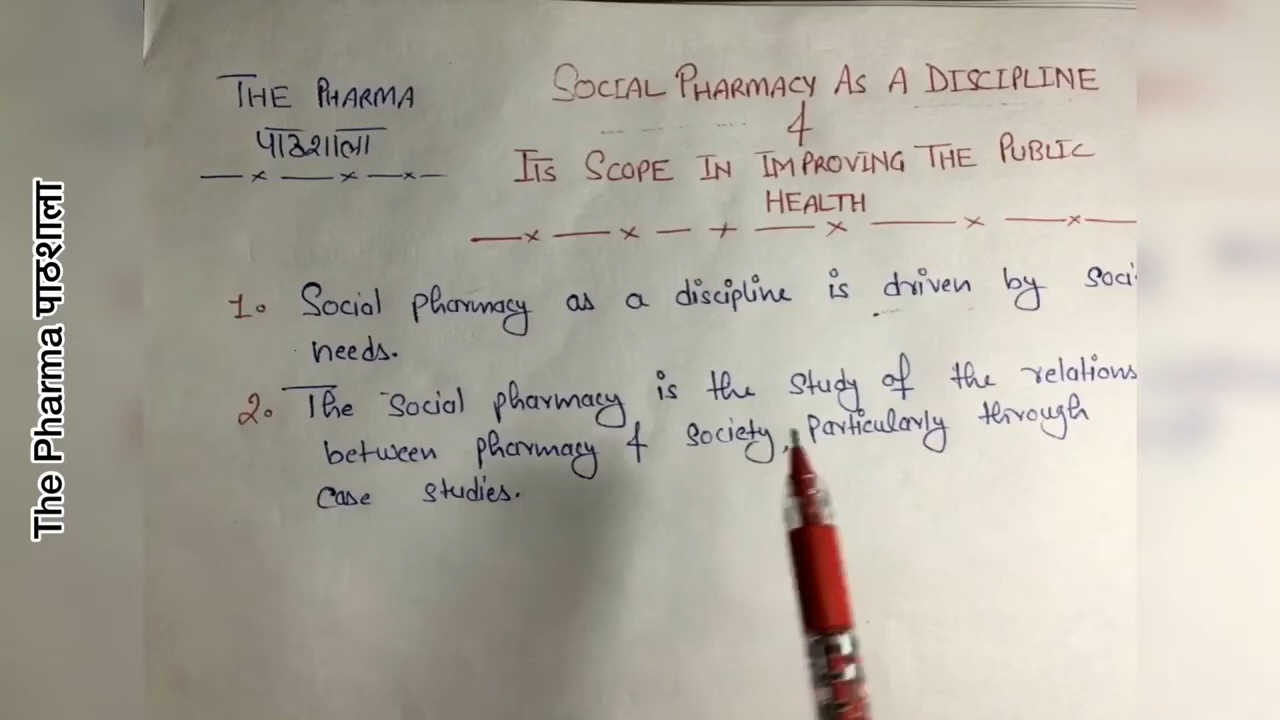 The Pharma पाठशाला
THE PHARMA
पाठशाला
SOCIAL PHARMACY AS A DISCIPLINE
&
ITS SCOPE IN IMPROVING THE PUBLIC
HEALTH
1. Social pharmacy as a discipline is driven by soci
needs.
2. The Social pharmacy is the study of the relations
between pharmacy & society, particularly through
case studies.